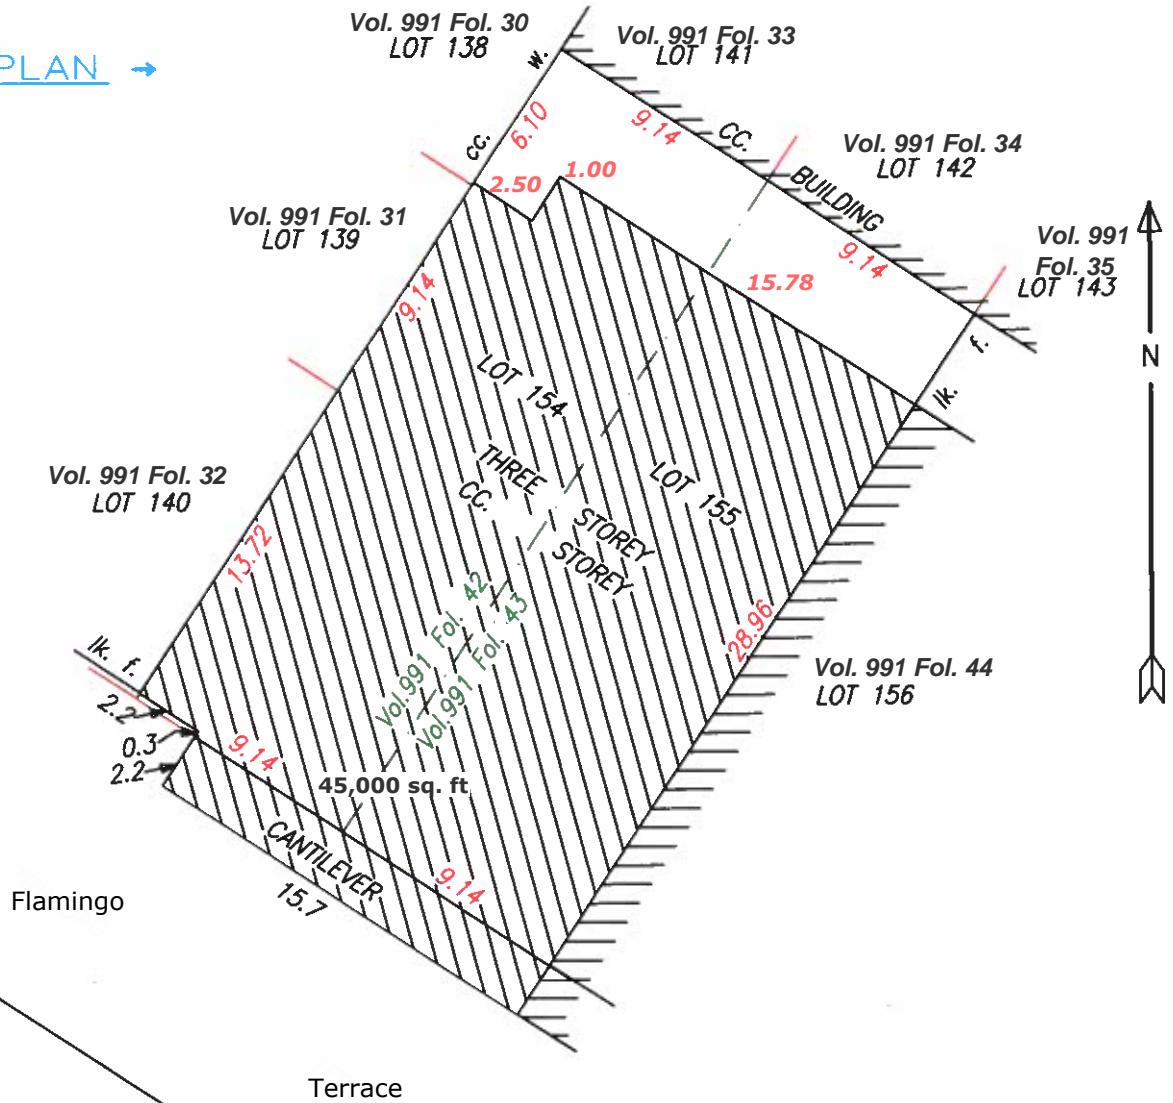 PLAN →
Vol. 991 Fol. 30
LOT 138
Vol. 991 Fol. 33
LOT 141
w.
cc.
6.10
9.14
CC.
BUILDING
9.14
Vol. 991 Fol. 34
LOT 142
Vol. 991
Fol. 35
LOT 143
2.50
1.00
15.78
Vol. 991 Fol. 31
LOT 139
9.14
f.
lk.
N
LOT 154
THREE
STOREY
CC.
STOREY
LOT 155
Vol. 991 Fol. 32
LOT 140
13.72
28.96
Vol.991 Fol. 42
Vol.991 Fol. 43
Vol. 991 Fol. 44
LOT 156
lk. f.
2.2
0.3
2.2
9.14
45,000 sq. ft
CANTILEVER
9.14
15.7
Flamingo
Terrace